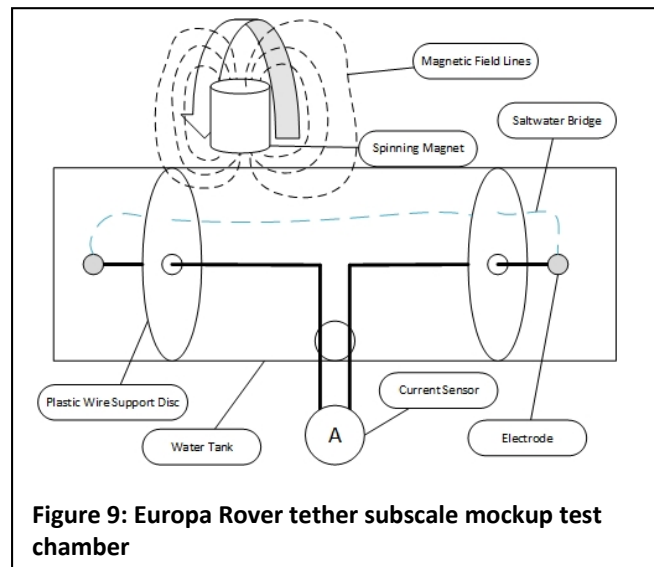 Magnetic Field Lines
Saltwater Bridge
Spinning Magnet
Plastic Wire Support Disc
Current Sensor
A
Water Tank
Electrode
Figure 9: Europa Rover tether subscale mockup test
chamber